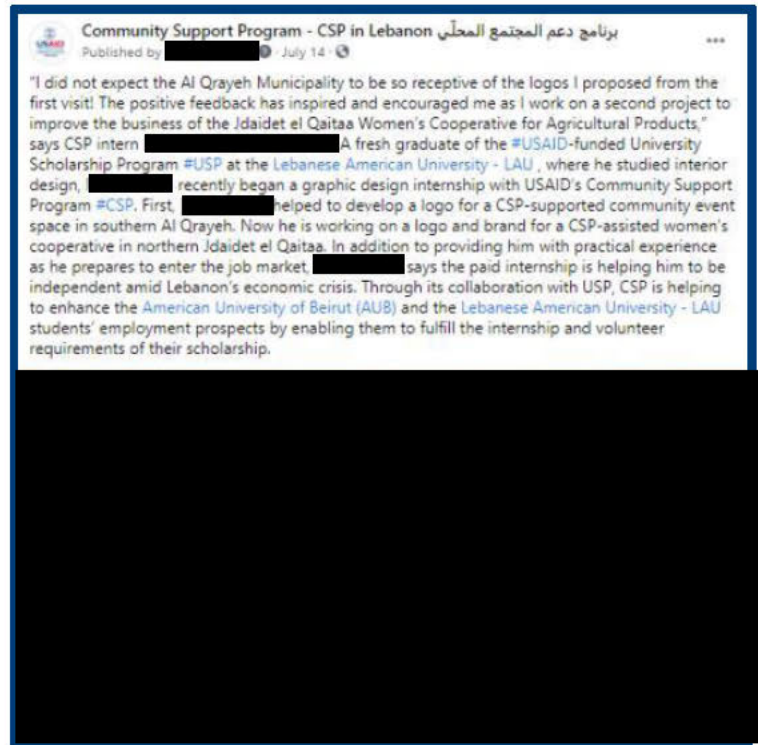 Community Support Program - CSP in Lebanon برنامج دعم المجتمع المحلّي
Published by · July 14 ·
"I did not expect the Al Qrayeh Municipality to be so receptive of the logos I proposed from the
first visit! The positive feedback has inspired and encouraged me as I work on a second project to
improve the business of the Jdaidet el Qaitaa Women's Cooperative for Agricultural Products,"
says CSP intern A fresh graduate of the #USAID-funded University
Scholarship Program #USP at the Lebanese American University - LAU , where he studied interior
design, recently began a graphic design internship with USAID's Community Support
Program #CSP. First, helped to develop a logo for a CSP-supported community event
space in southern Al Qrayeh. Now he is working on a logo and brand for a CSP-assisted women's
cooperative in northern Jdaidet el Qaitaa. In addition to providing him with practical experience
as he prepares to enter the job market, says the paid internship is helping him to be
independent amid Lebanon's economic crisis. Through its collaboration with USP, CSP is helping
to enhance the American University of Beirut (AUB) and the Lebanese American University - LAU
students' employment prospects by enabling them to fulfill the internship and volunteer
requirements of their scholarship.